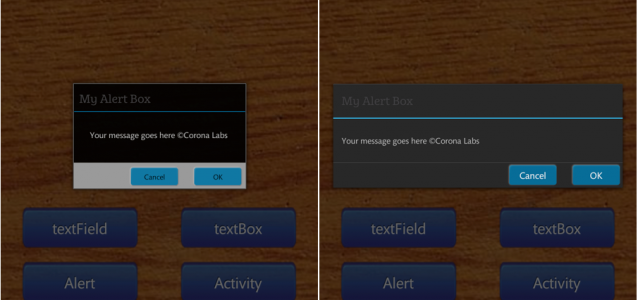 My Alert Box
Your message goes here ©Corona Labs
Cancel OK
textField textBox
Alert Activity
My Alert Box
Your message goes here ©Corona Labs
Cancel OK
textField textBox
Alert Activity